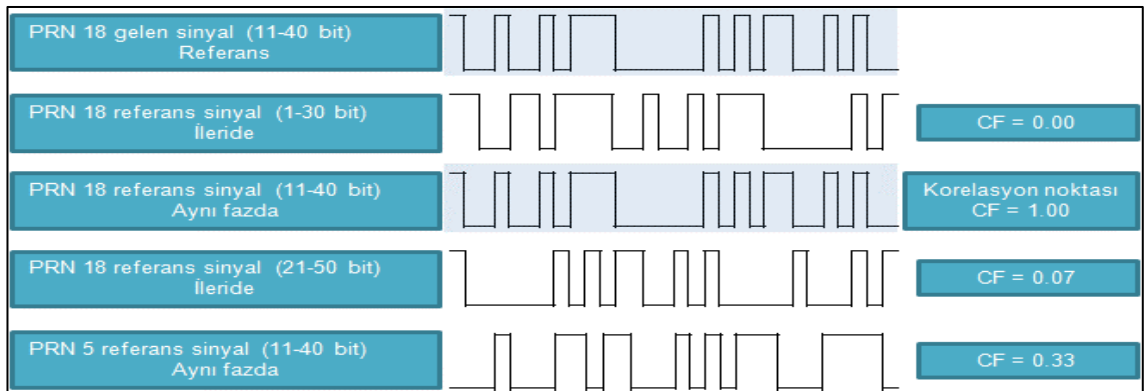 PRN 18 gelen sinyal (11-40 bit)
Referans
PRN 18 referans sinyal (1-30 bit)
İleride
CF = 0.00
PRN 18 referans sinyal (11-40 bit)
Aynı fazda
Korelasyon noktası
CF = 1.00
PRN 18 referans sinyal (21-50 bit)
İleride
CF = 0.07
PRN 5 referans sinyal (11-40 bit)
Aynı fazda
CF = 0.33